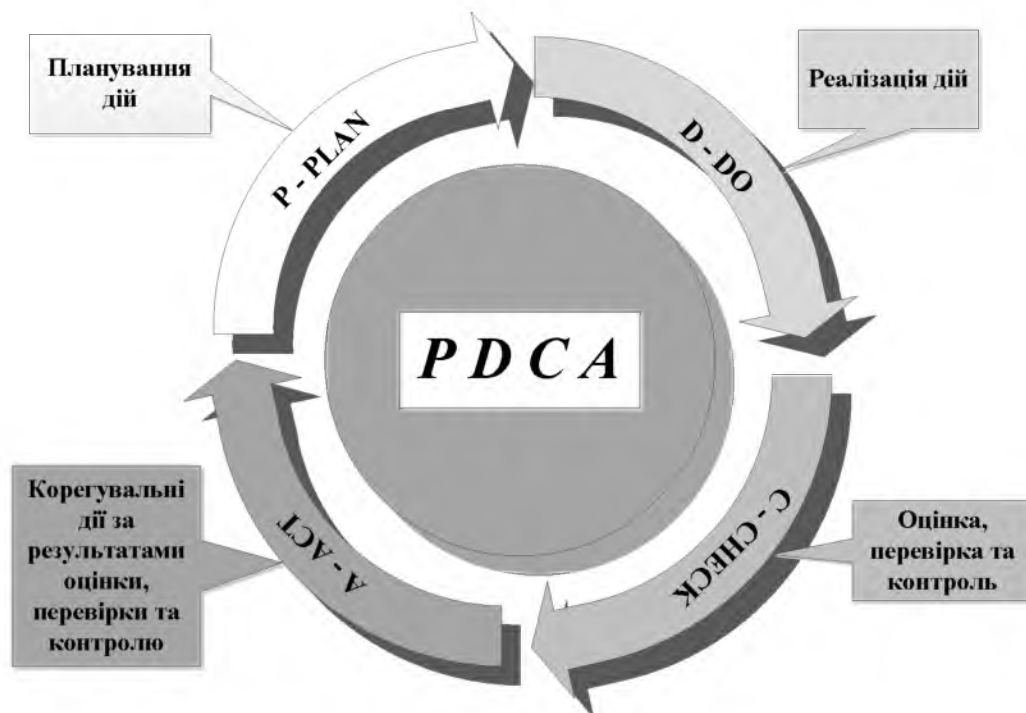 Планування
дій
P - PLAN
D - DO
Реалізація дій
P D C A
Корегувальні
дії за
результатами
оцінки,
перевірки та
контролю
A - ACT
C - CHECK
Оцінка,
перевірка та
контроль